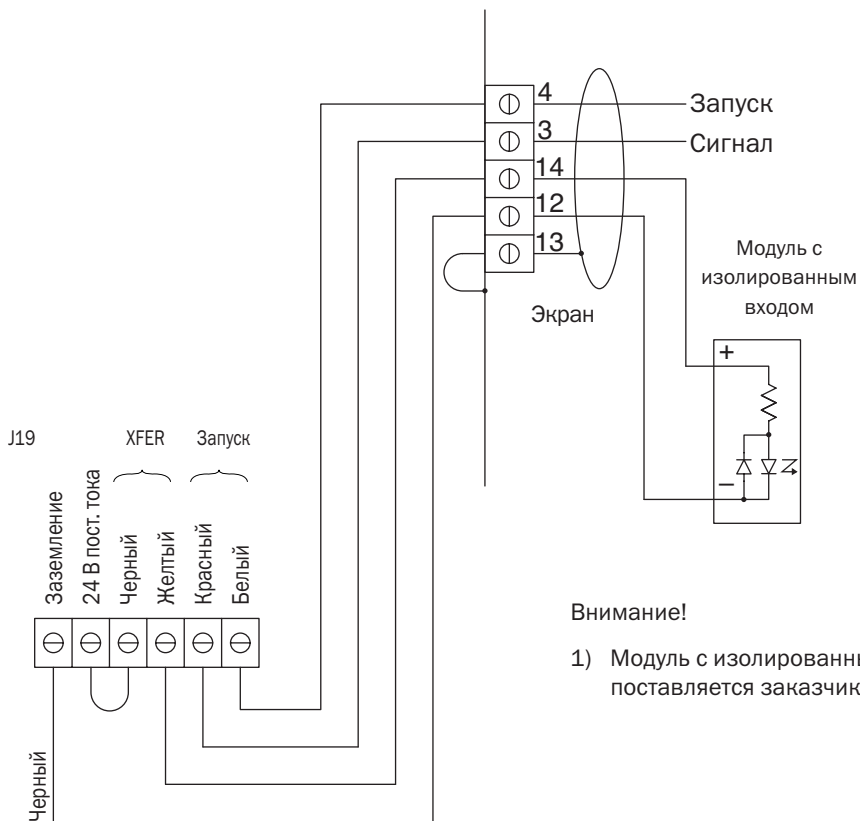 4
Запуск
3
Сигнал
14
12
13
Экран
Модуль с
изолированным
входом
+
–
J19
XFER
Запуск
Заземление
24 В пост. тока
Черный
Желтый
Красный
Белый
Черный
Внимание!
1) Модуль с изолированн
поставляется заказчик